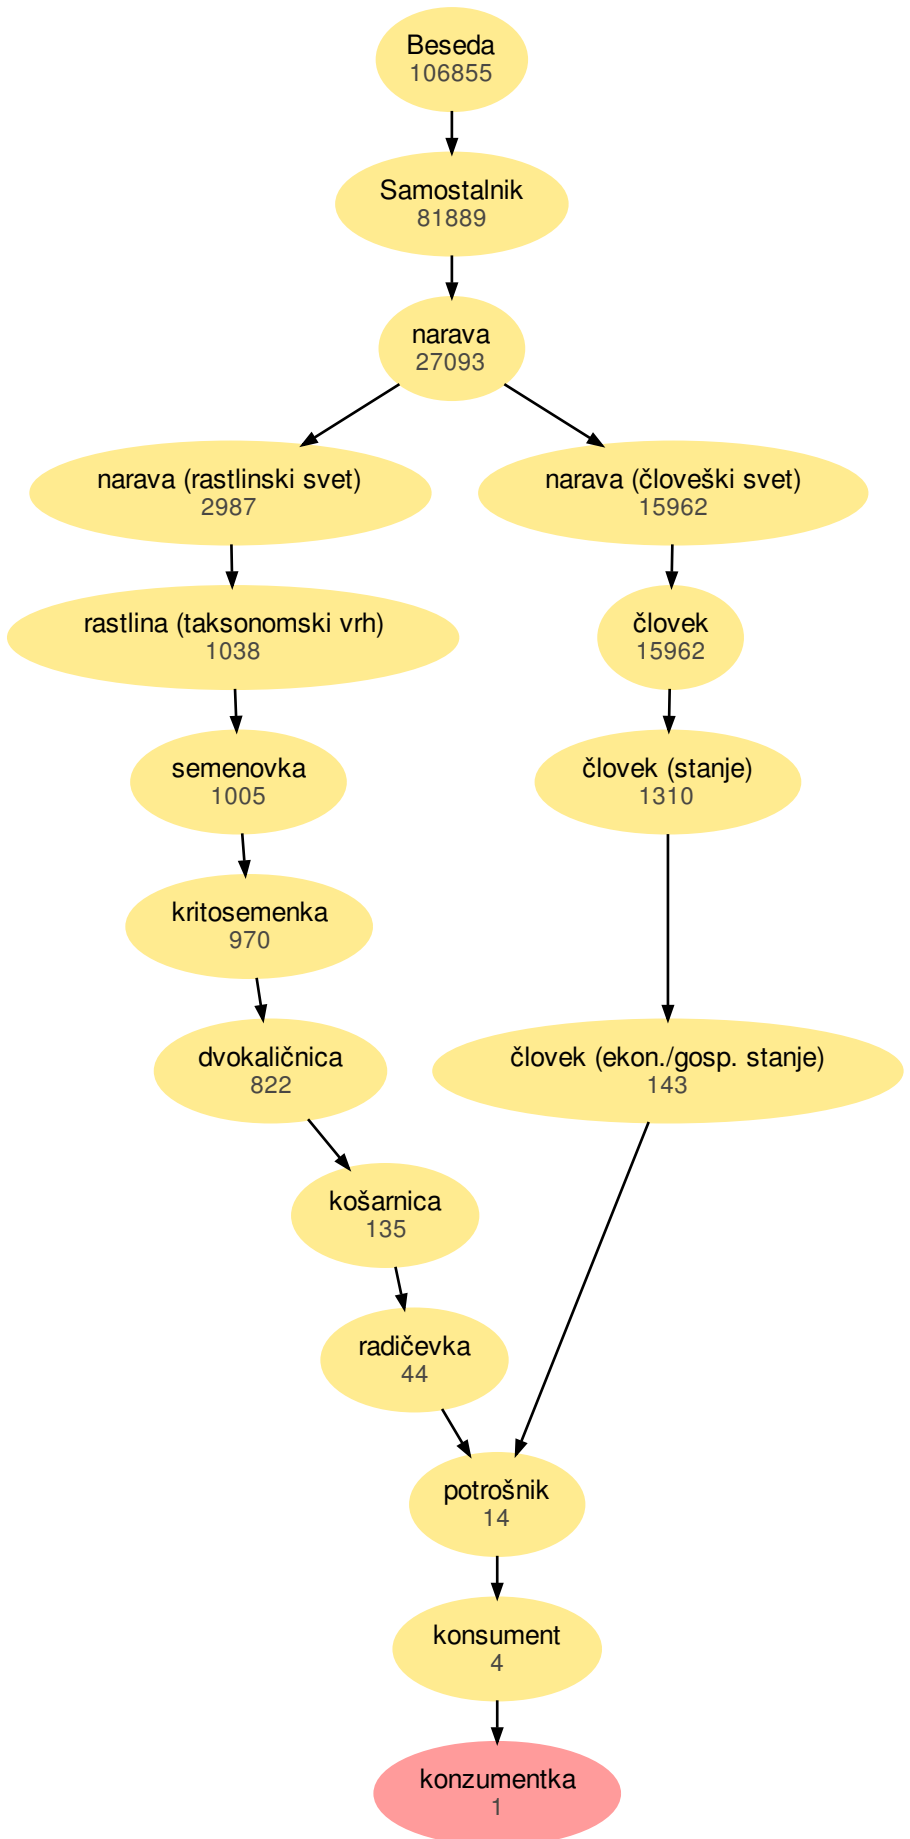 Beseda
106855
Samostalnik
81889
narava
27093
narava (rastlinski svet)
2987
narava (človeški svet)
15962
rastlina (taksonomski vrh)
1038
človek
15962
semenovka
1005
človek (stanje)
1310
kritosemenka
970
dvokaličnica
822
človek (ekon./gosp. stanje)
143
košarnica
135
radičevka
44
potrošnik
14
konsument
4
konzumentka
1